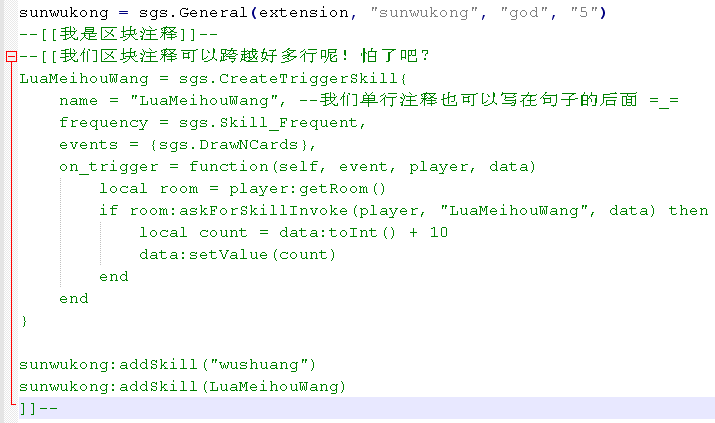 sunwukong = sgs.General(extension, "sunwukong", "god", "5")
--[[我是区块注释]]--
--[[我们区块注释可以跨越好多行呢！怕了吧？
LuaMeihouWang = sgs.CreateTriggerSkill{
    name = "LuaMeihouWang", --我们单行注释也可以写在句子的后面 =_=
    frequency = sgs.Skill_Frequent,
    events = {sgs.DrawNCards},
    on_trigger = function(self, event, player, data)
        local room = player:getRoom()
        if room:askForSkillInvoke(player, "LuaMeihouWang", data) then
            local count = data:toInt() + 10
            data:setValue(count)
        end
    end
}

sunwukong:addSkill("wushuang")
sunwukong:addSkill(LuaMeihouWang)
]]--